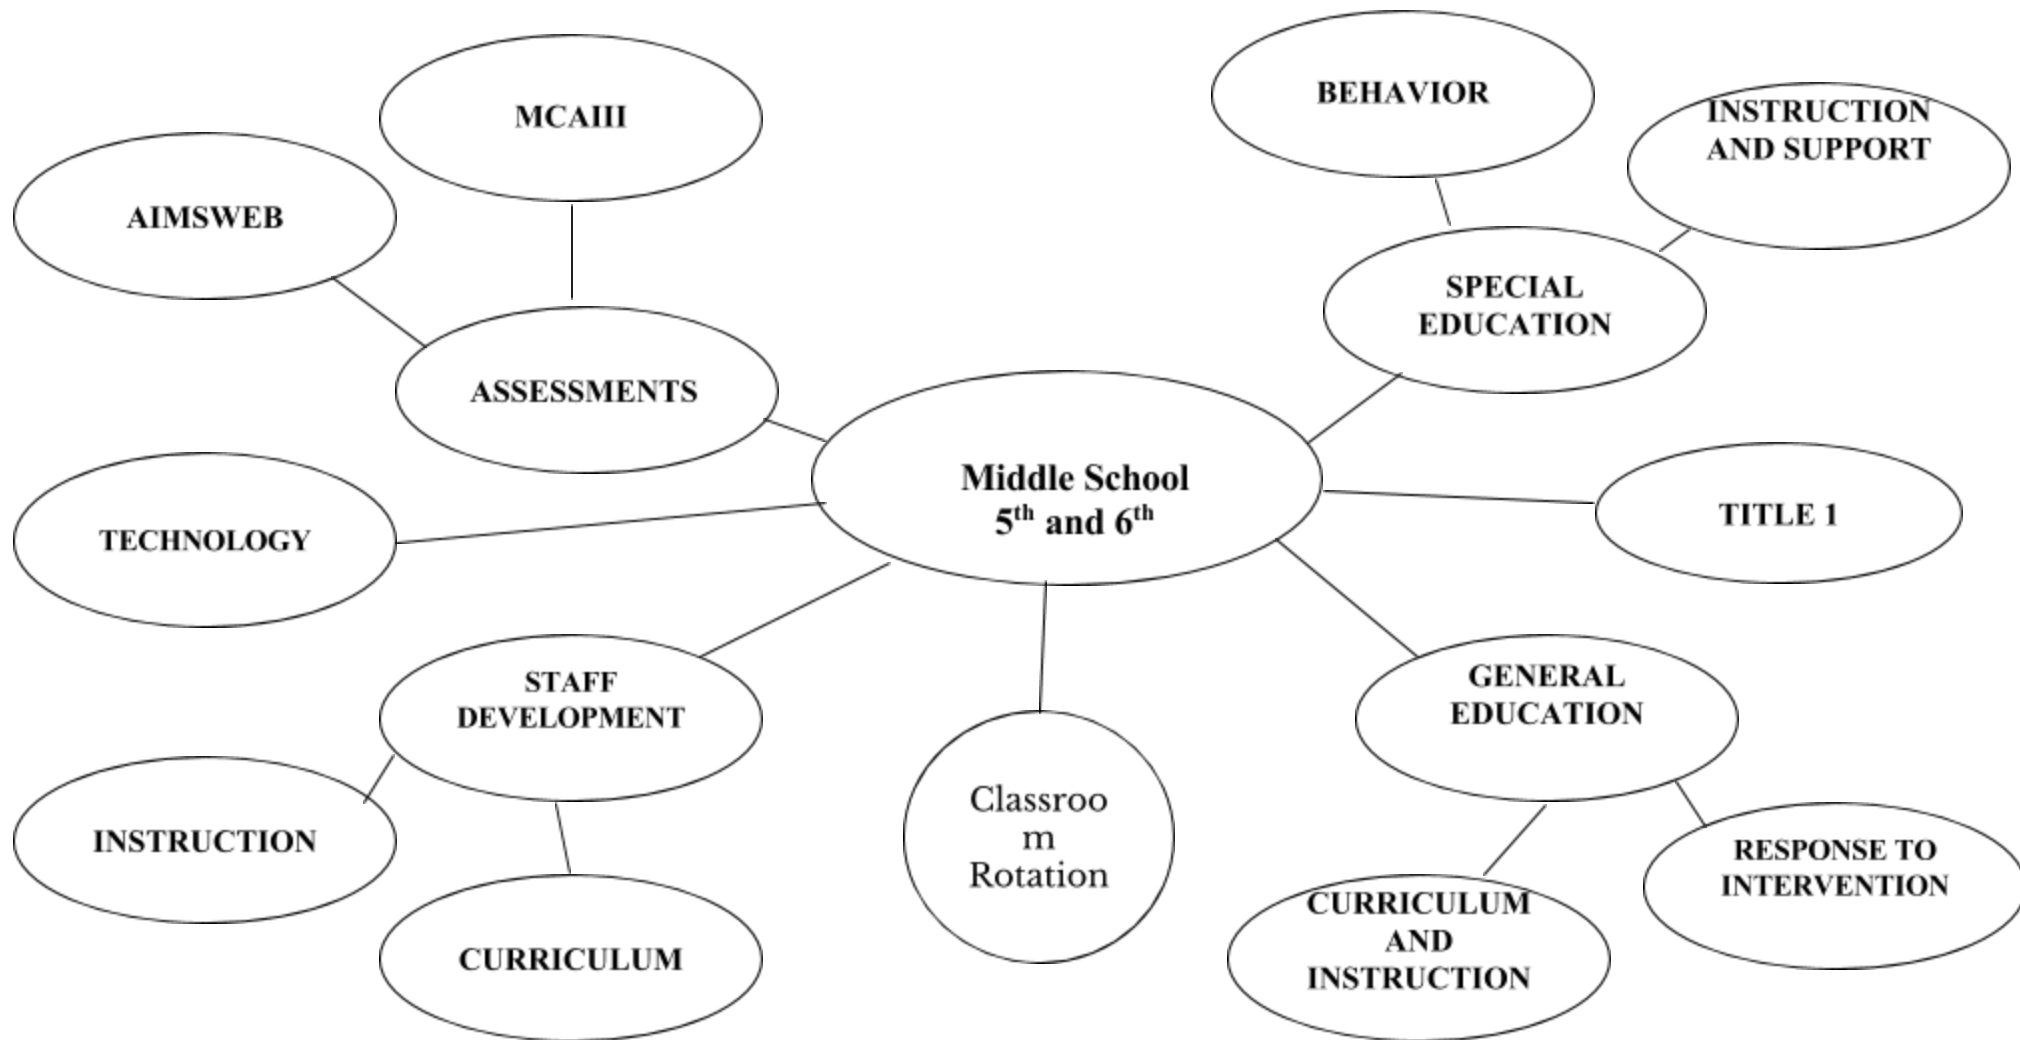 MCAIII
BEHAVIOR
INSTRUCTION
AND SUPPORT
AIMSWEB
SPECIAL
EDUCATION
ASSESSMENTS
Middle School
5th and 6th
TITLE 1
TECHNOLOGY
STAFF
DEVELOPMENT
GENERAL
EDUCATION
INSTRUCTION
Classroo
m
Rotation
RESPONSE TO
INTERVENTION
CURRICULUM
CURRICULUM
AND
INSTRUCTION